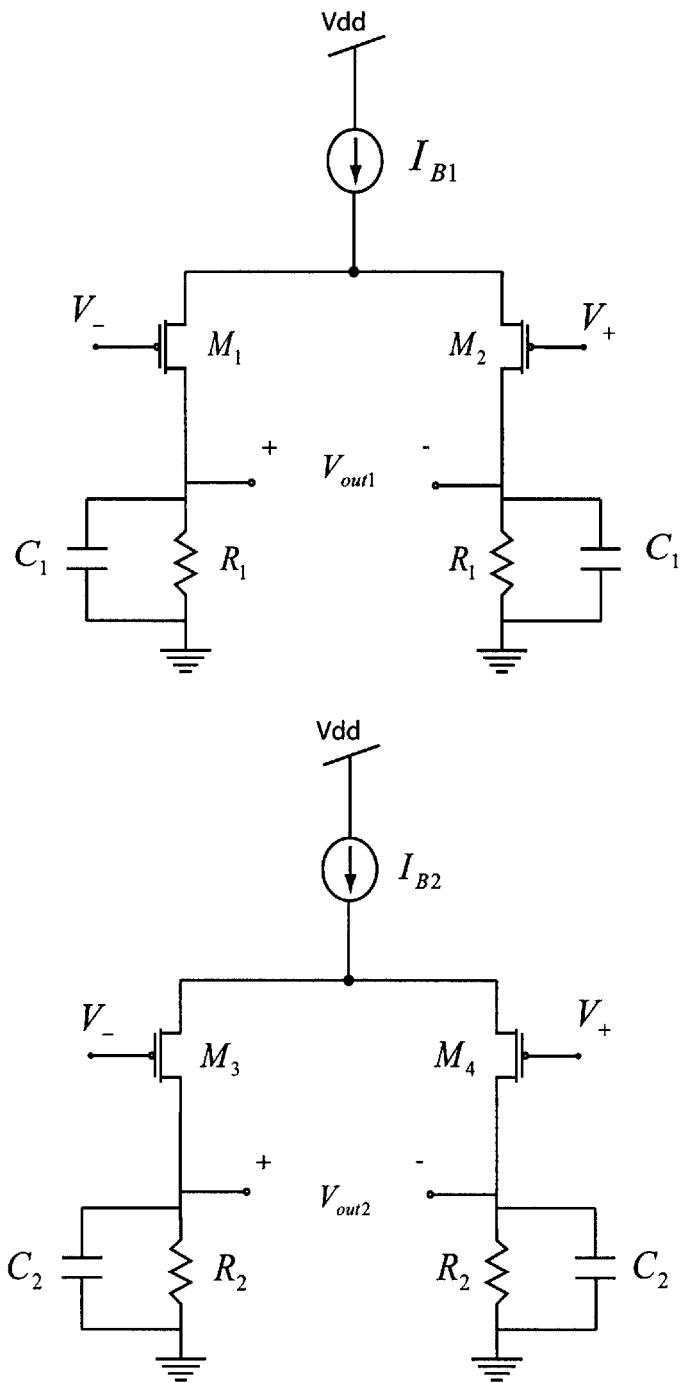 Vdd
I_B1
V_- M_1 M_2 V_+
+ V_out1 -
C_1 R_1 R_1 C_1
Vdd
I_B2
V_- M_3 M_4 V_+
+ V_out2 -
C_2 R_2 R_2 C_2